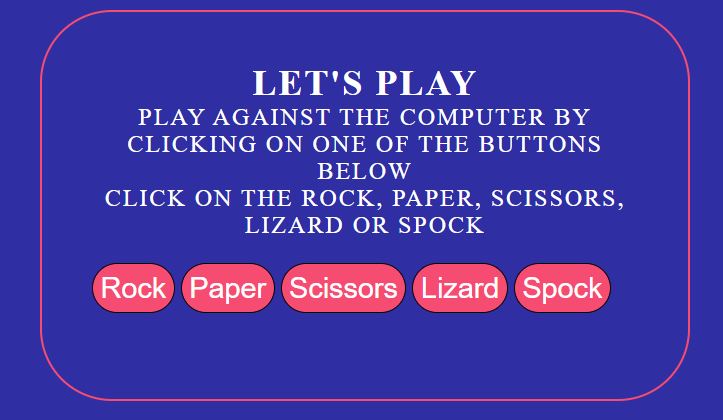 LET'S PLAY
PLAY AGAINST THE COMPUTER BY
CLICKING ON ONE OF THE BUTTONS
BELOW
CLICK ON THE ROCK, PAPER, SCISSORS,
LIZARD OR SPOCK
Rock Paper Scissors Lizard Spock